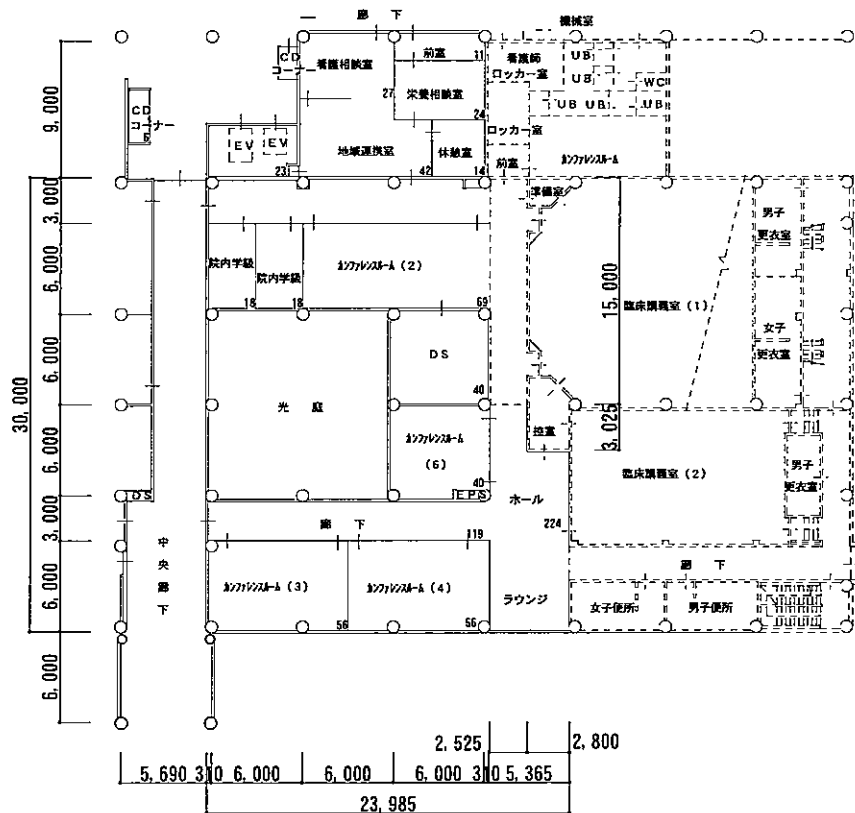 廊 下
機械室
CD
コーナー
看護相談室
前室
11
看護師
ロッカー室
UB
UB
WC
27
栄養相談室
24
UB
UB
UB
CD
コーナー
5
EV
EV
地域連携室
休憩室
ロッカー室
前室
カンファレンスルーム
23
42
14
9,000
3,000
6,000
6,000
6,000
3,000
6,000
6,000
30,000
準備室
男子
更衣室
院内学級
院内学級
カンファレンスルーム (2)
18
18
69
15,000
臨床講義室 (1)
女子
更衣室
DS
40
光 庭
カンファレンスルーム
(6)
40
EPS
控室
3,025
臨床講義室 (2)
男子
更衣室
DS
ホール
廊 下
119
224
中央廊下
カンファレンスルーム (3)
56
カンファレンスルーム (4)
56
ラウンジ
廊 下
女子便所
男子便所
2,525
2,800
5,690
310
6,000
6,000
6,000
310
5,365
23,985